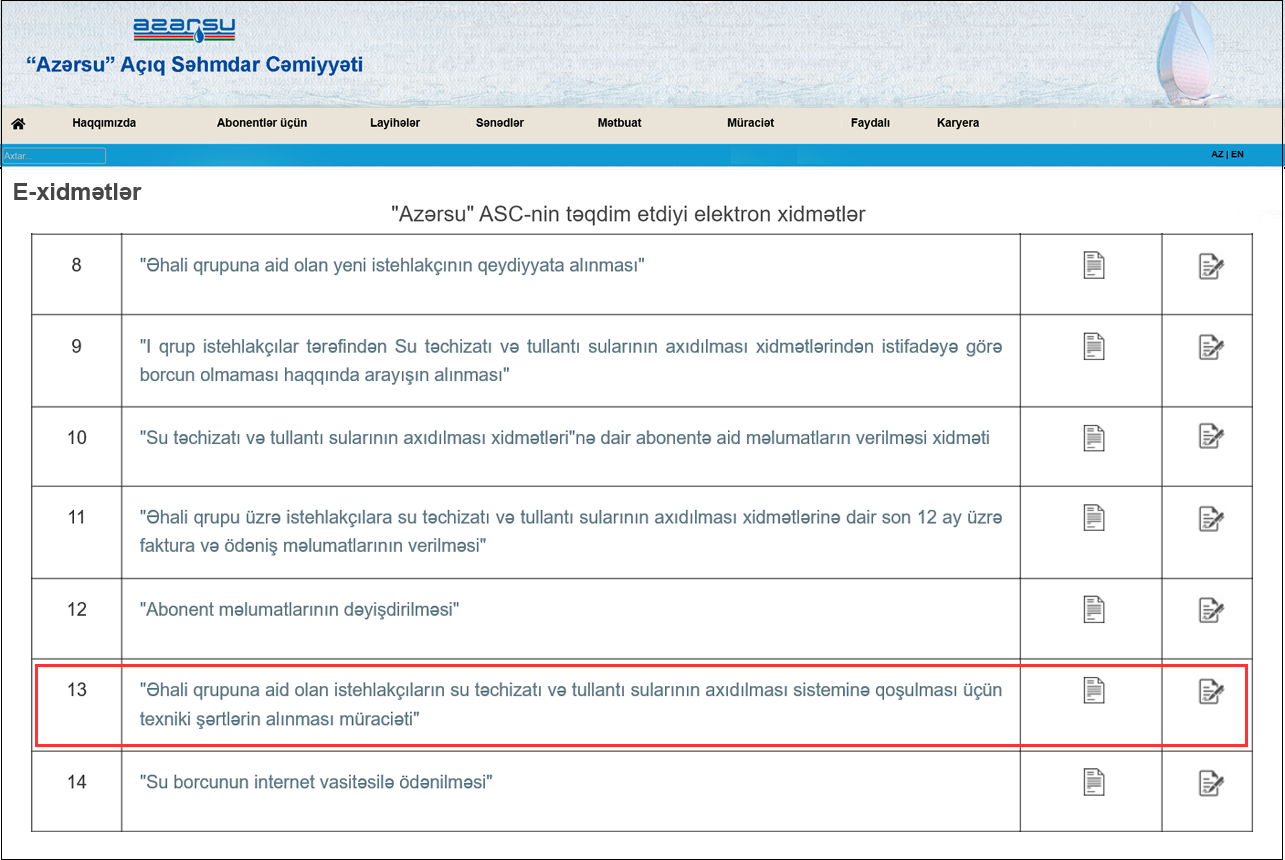 azərsu
“Azərsu” Açıq Səhmdar Cəmiyyəti
Haqqımızda Abonentlər üçün Layihələr Sənədlər Mətbuat Müraciət Faydalı Karyera
Axtar... AZ | EN
E-xidmətlər
"Azərsu" ASC-nin təqdim etdiyi elektron xidmətlər
8 "Əhali qrupuna aid olan yeni istehlakçının qeydiyyata alınması"
9 "I qrup istehlakçılar tərəfindən Su təchizatı və tullantı sularının axıdılması xidmətlərindən istifadəyə görə
borcun olmaması haqqında arayışın alınması"
10 "Su təchizatı və tullantı sularının axıdılması xidmətləri"nə dair abonentə aid məlumatların verilməsi xidməti
11 "Əhali qrupu üzrə istehlakçılara su təchizatı və tullantı sularının axıdılması xidmətlərinə dair son 12 ay üzrə
faktura və ödəniş məlumatlarının verilməsi"
12 "Abonent məlumatlarının dəyişdirilməsi"
13 "Əhali qrupuna aid olan istehlakçıların su təchizatı və tullantı sularının axıdılması sisteminə qoşulması üçün
texniki şərtlərin alınması müraciəti"
14 "Su borcunun internet vasitəsilə ödənilməsi"